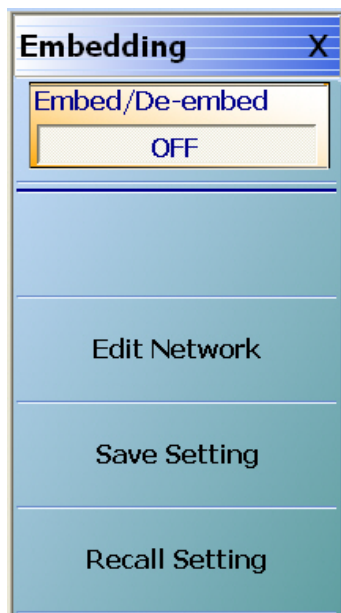 Embedding X
Embed/De-embed
OFF
Edit Network
Save Setting
Recall Setting